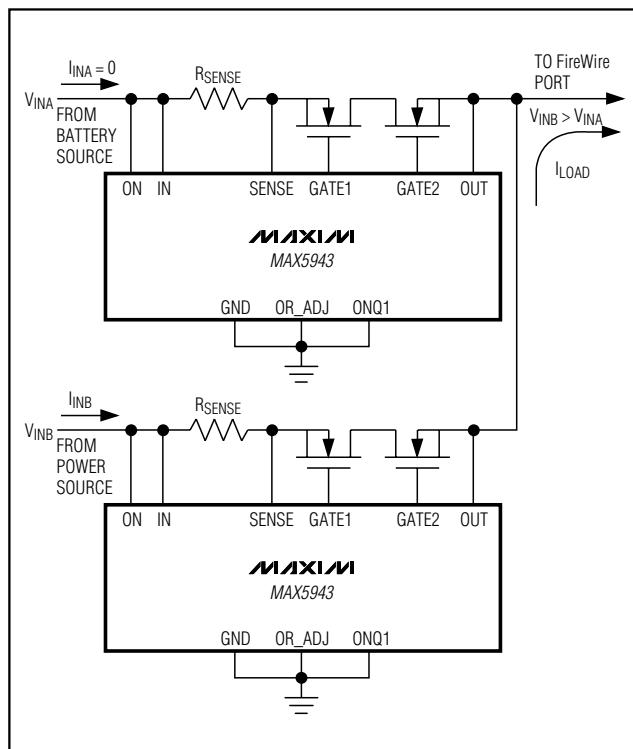 I_INA = 0
R_SENSE
TO FireWire
PORT
V_INA
FROM
BATTERY
SOURCE
V_INB > V_INA
I_LOAD
ON IN SENSE GATE1 GATE2 OUT
MAXIM
MAX5943
GND OR_ADJ ONQ1
I_INB
R_SENSE
V_INB
FROM
POWER
SOURCE
ON IN SENSE GATE1 GATE2 OUT
MAXIM
MAX5943
GND OR_ADJ ONQ1